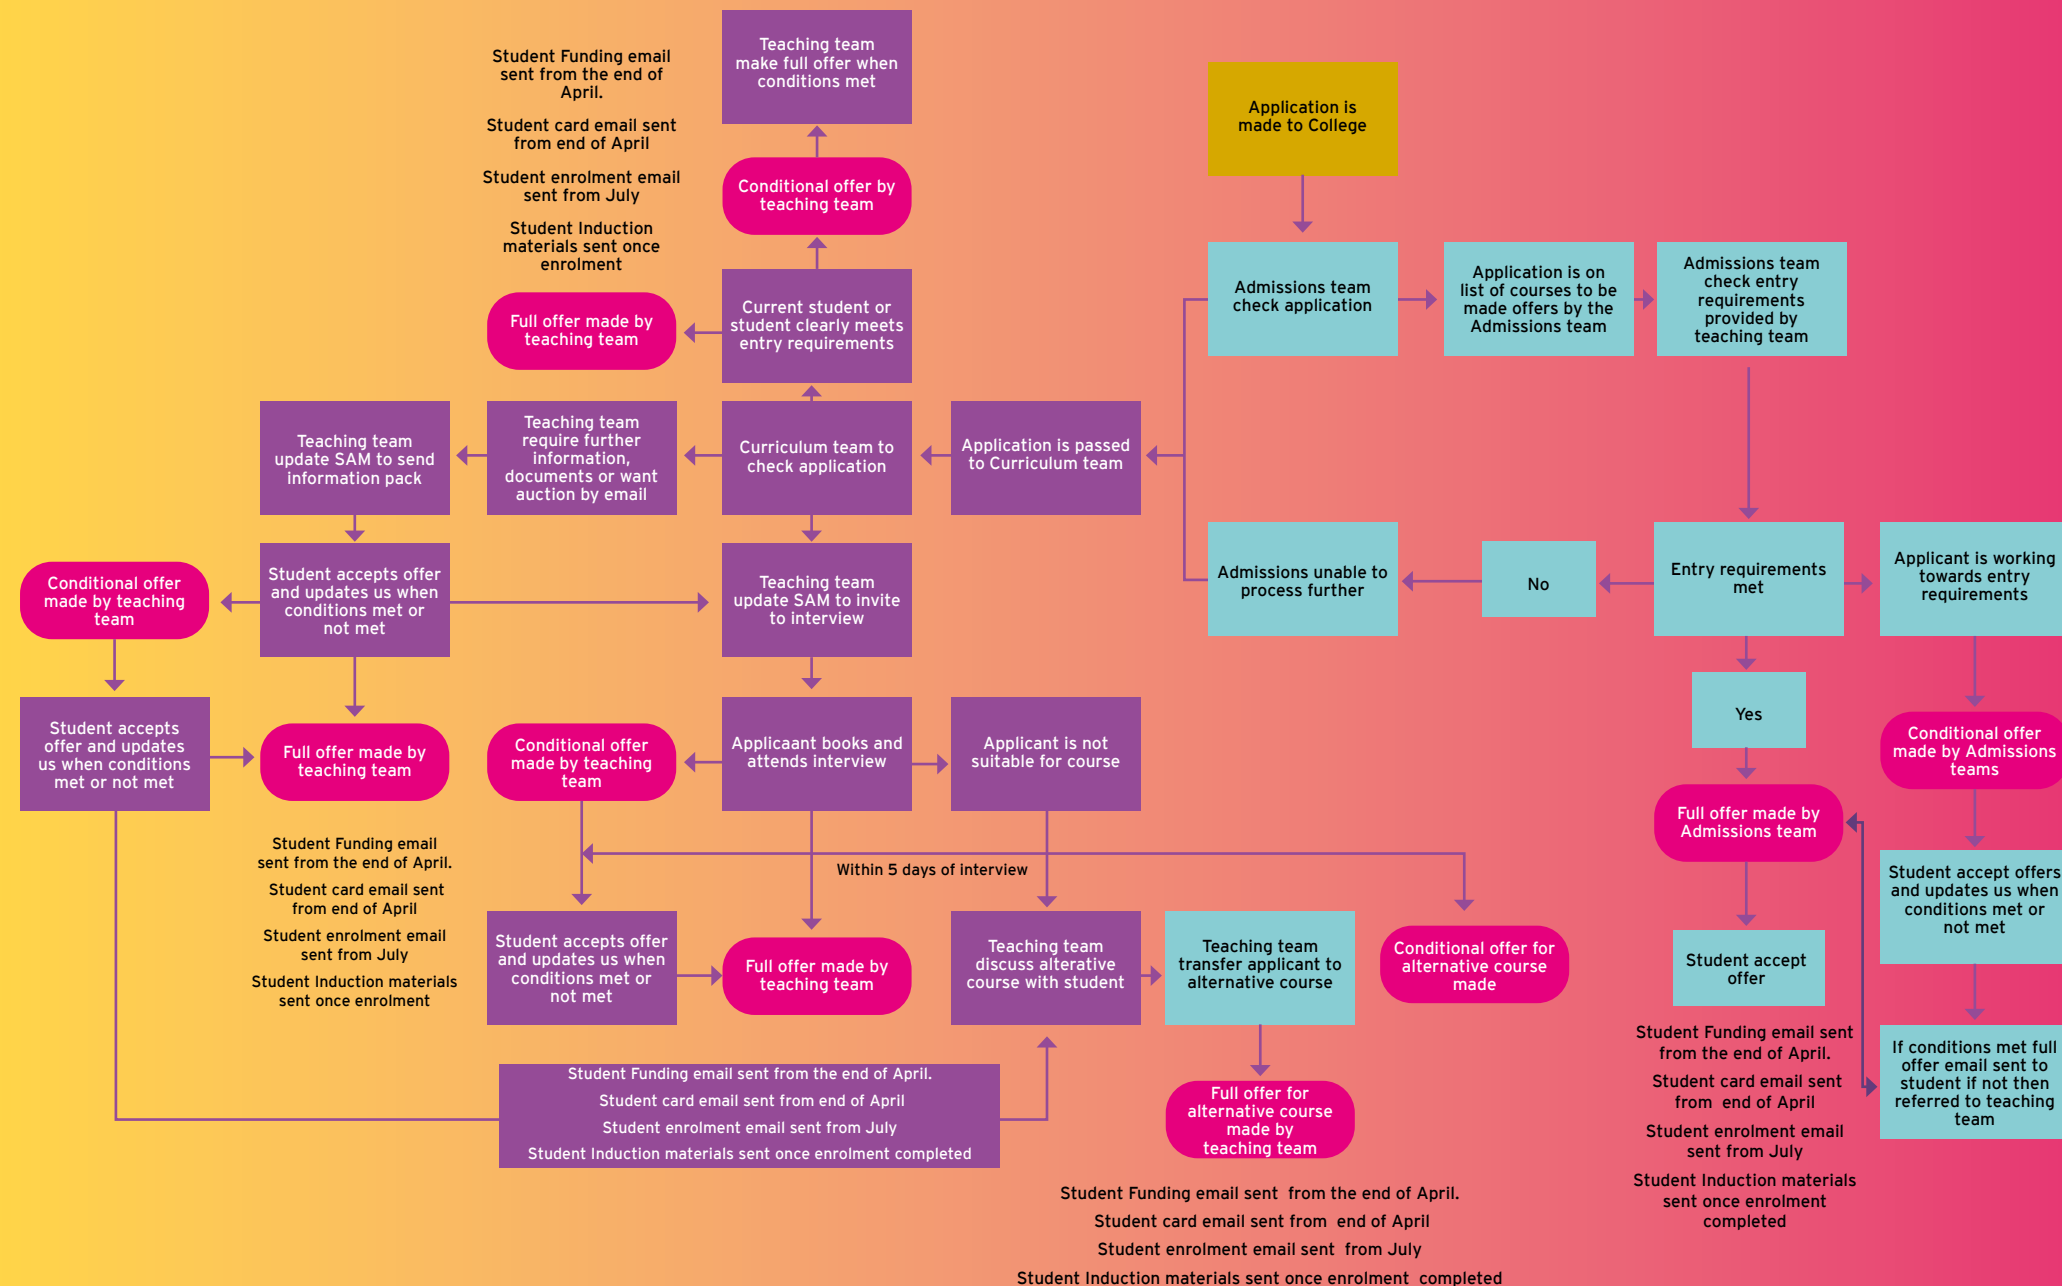 Student Funding email
sent from the end of
April.
Student card email sent
from end of April
Student enrolment email
sent from July
Student Induction
materials sent once
enrolment
Teaching team
make full offer when
conditions met
Conditional offer by
teaching team
Application is
made to College
Full offer made by
teaching team
Current student or
student clearly meets
entry requirements
Admissions team
check application
Application is on
list of courses to be
made offers by the
Admissions team
Admissions team
check entry
requirements
provided by
teaching team
Teaching team
update SAM to send
information pack
Teaching team
require further
information,
documents or want
auction by email
Curriculum team to
check application
Application is passed
to Curriculum team
Conditional offer
made by teaching
team
Student accepts offer
and updates us when
conditions met or
not met
Teaching team
update SAM to invite
to interview
Admissions unable to
process further
No
Entry requirements
met
Applicant is working
towards entry
requirements
Yes
Student accepts
offer and updates
us when conditions
met or not met
Full offer made by
teaching team
Conditional offer
made by teaching
team
Applicaant books and
attends interview
Applicant is not
suitable for course
Conditional offer
made by Admissions
teams
Full offer made by
Admissions team
Student Funding email
sent from the end of April.
Student card email sent
from end of April
Student enrolment email
sent from July
Student Induction materials
sent once enrolment
Within 5 days of interview
Student accepts offer
and updates us when
conditions met or
not met
Full offer made by
teaching team
Teaching team
discuss alterative
course with student
Teaching team
transfer applicant to
alternative course
Conditional offer for
alternative course
made
Student accept
offer
Student accept offers
and updates us when
conditions met or
not met
Student Funding email sent from the end of April.
Student card email sent from end of April
Student enrolment email sent from July
Student Induction materials sent once enrolment completed
Full offer for
alternative course
made by
teaching team
Student Funding email sent
from the end of April.
Student card email sent
from end of April
Student enrolment email
sent from July
Student Induction materials
sent once enrolment
completed
If conditions met full
offer email sent to
student if not then
referred to teaching
team
Student Funding email sent from the end of April.
Student card email sent from end of April
Student enrolment email sent from July
Student Induction materials sent once enrolment completed